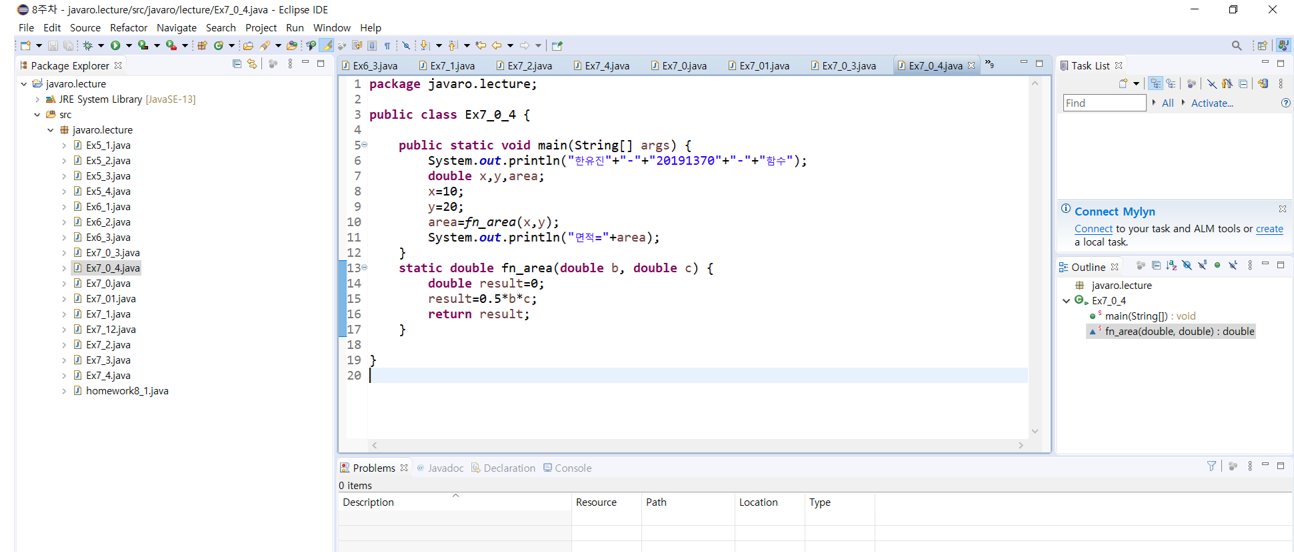 8주차 - javaro.lecture/src/javaro/lecture/Ex7_0_4.java - Eclipse IDE
File Edit Source Refactor Navigate Search Project Run Window Help
Package Explorer
javaro.lecture
JRE System Library [JavaSE-13]
src
javaro.lecture
Ex5_1.java
Ex5_2.java
Ex5_3.java
Ex5_4.java
Ex6_1.java
Ex6_2.java
Ex6_3.java
Ex7_0_3.java
Ex7_0_4.java
Ex7_0.java
Ex7_01.java
Ex7_1.java
Ex7_12.java
Ex7_2.java
Ex7_3.java
Ex7_4.java
homework8_1.java
Ex6_3.java Ex7_1.java Ex7_2.java Ex7_4.java Ex7_0.java Ex7_01.java Ex7_0_3.java Ex7_0_4.java »9
1 package javaro.lecture;
2
3 public class Ex7_0_4 {
4
5 public static void main(String[] args) {
6 System.out.println("한유진"+"-"+"20191370"+"-"+"함수");
7 double x,y,area;
8 x=10;
9 y=20;
10 area=fn_area(x,y);
11 System.out.println("면적="+area);
12 }
13 static double fn_area(double b, double c) {
14 double result=0;
15 result=0.5*b*c;
16 return result;
17 }
18
19 }
20
Task List
Find All Activate...
Connect Mylyn
Connect to your task and ALM tools or create
a local task.
Outline
javaro.lecture
Ex7_0_4
main(String[]) : void
fn_area(double, double) : double
Problems Javadoc Declaration Console
0 items
Description Resource Path Location Type